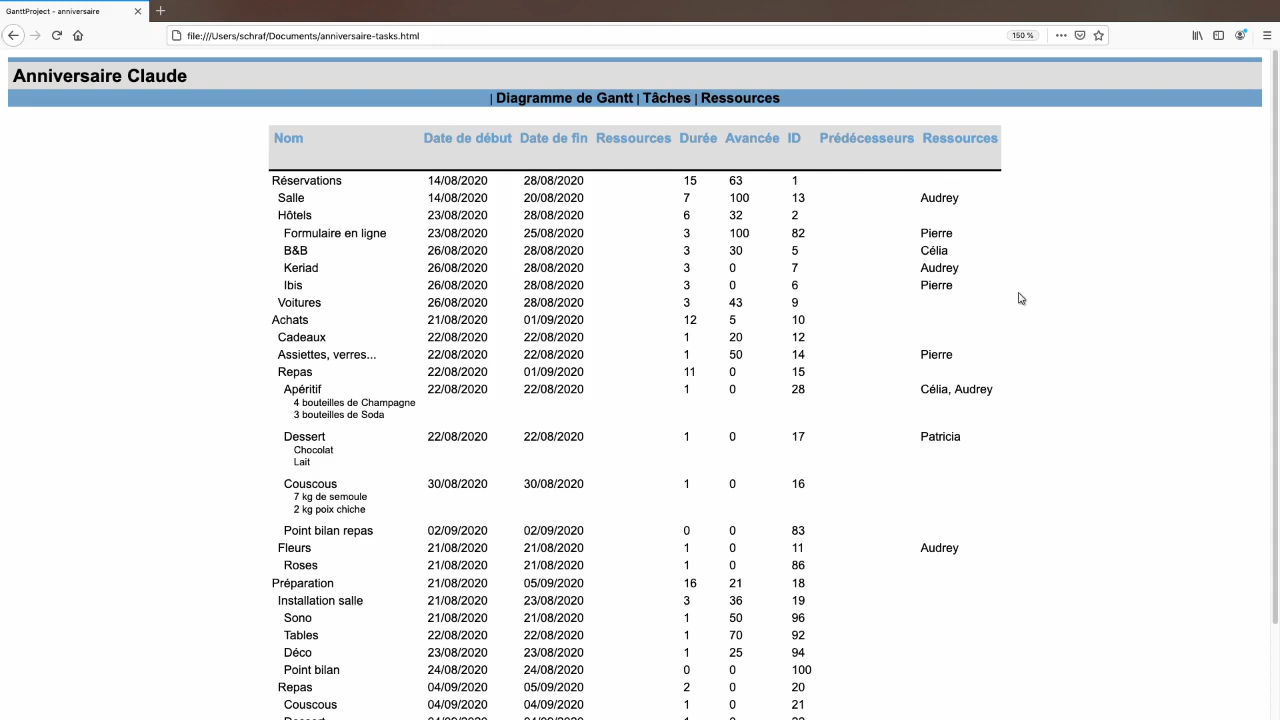 GanttProject - anniversaire
file:///Users/schraf/Documents/anniversaire-tasks.html 150 %
Anniversaire Claude
| Diagramme de Gantt | Tâches | Ressources
Nom Date de début Date de fin Ressources Durée Avancée ID Prédécesseurs Ressources
Réservations 14/08/2020 28/08/2020 15 63 1
Salle 14/08/2020 20/08/2020 7 100 13 Audrey
Hôtels 23/08/2020 28/08/2020 6 32 2
Formulaire en ligne 23/08/2020 25/08/2020 3 100 82 Pierre
B&B 26/08/2020 28/08/2020 3 30 5 Célia
Keriad 26/08/2020 28/08/2020 3 0 7 Audrey
Ibis 26/08/2020 28/08/2020 3 0 6 Pierre
Voitures 26/08/2020 28/08/2020 3 43 9
Achats 21/08/2020 01/09/2020 12 5 10
Cadeaux 22/08/2020 22/08/2020 1 20 12
Assiettes, verres... 22/08/2020 22/08/2020 1 50 14 Pierre
Repas 22/08/2020 01/09/2020 11 0 15
Apéritif 22/08/2020 22/08/2020 1 0 28 Célia, Audrey
4 bouteilles de Champagne
3 bouteilles de Soda
Dessert 22/08/2020 22/08/2020 1 0 17 Patricia
Chocolat
Lait
Couscous 30/08/2020 30/08/2020 1 0 16
7 kg de semoule
2 kg poix chiche
Point bilan repas 02/09/2020 02/09/2020 0 0 83
Fleurs 21/08/2020 21/08/2020 1 0 11 Audrey
Roses 21/08/2020 21/08/2020 1 0 86
Préparation 21/08/2020 05/09/2020 16 21 18
Installation salle 21/08/2020 23/08/2020 3 36 19
Sono 21/08/2020 21/08/2020 1 50 96
Tables 22/08/2020 22/08/2020 1 70 92
Déco 23/08/2020 23/08/2020 1 25 94
Point bilan 24/08/2020 24/08/2020 0 0 100
Repas 04/09/2020 05/09/2020 2 0 20
Couscous 04/09/2020 04/09/2020 1 0 21